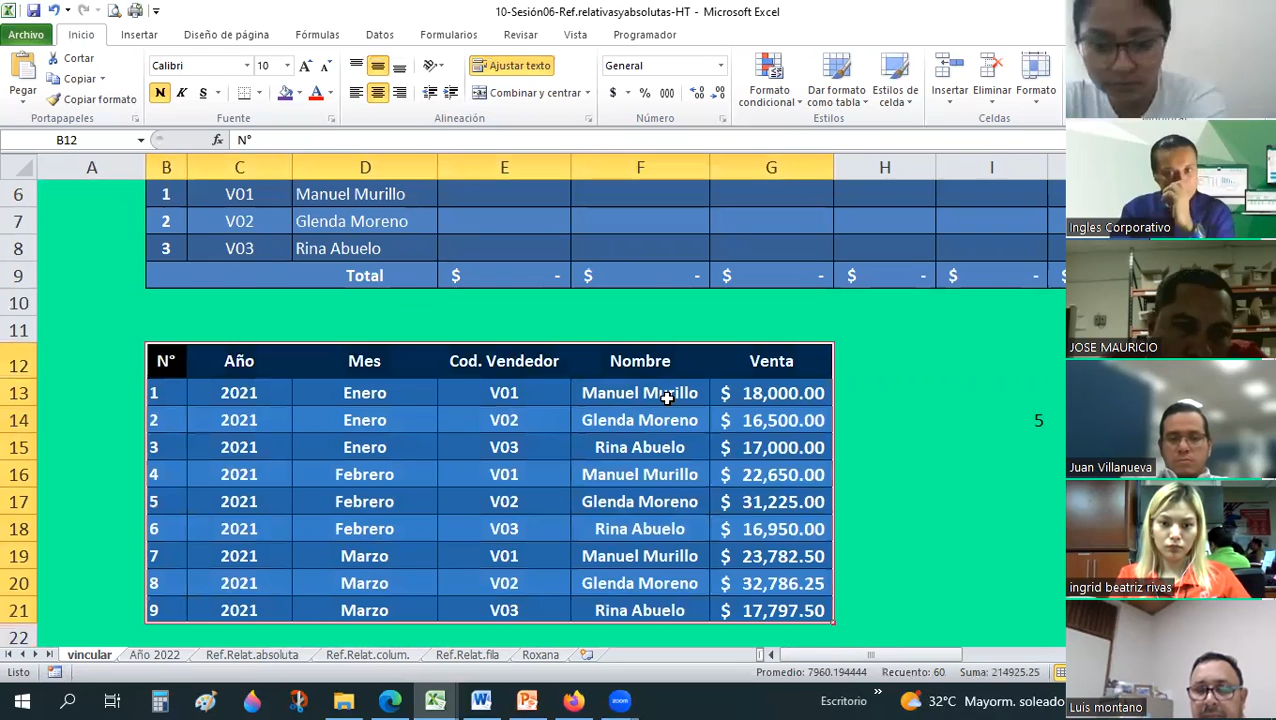 10-Sesión06-Ref.relativasyabsolutas-HT - Microsoft Excel
Archivo Inicio Insertar Diseño de página Fórmulas Datos Formularios Revisar Vista Programador
Pegar
Cortar
Copiar
Copiar formato
Portapapeles
Calibri 10
N K S
Fuente
Ajustar texto
Combinar y centrar
Alineación
General
$ % 000
Número
Formato condicional
Dar formato como tabla
Estilos de celda
Estilos
Insertar Eliminar Formato
Celdas
B12 fx N°
A B C D E F G H I
6 1 V01 Manuel Murillo
7 2 V02 Glenda Moreno
8 3 V03 Rina Abuelo
9 Total $ - $ - $ - $ - $ - $
10
11
12 N° Año Mes Cod. Vendedor Nombre Venta
13 1 2021 Enero V01 Manuel Murillo $ 18,000.00
14 2 2021 Enero V02 Glenda Moreno $ 16,500.00 5
15 3 2021 Enero V03 Rina Abuelo $ 17,000.00
16 4 2021 Febrero V01 Manuel Murillo $ 22,650.00
17 5 2021 Febrero V02 Glenda Moreno $ 31,225.00
18 6 2021 Febrero V03 Rina Abuelo $ 16,950.00
19 7 2021 Marzo V01 Manuel Murillo $ 23,782.50
20 8 2021 Marzo V02 Glenda Moreno $ 32,786.25
21 9 2021 Marzo V03 Rina Abuelo $ 17,797.50
22
vincular Año 2022 Ref.Relat.absoluta Ref.Relat.colum. Ref.Relat.fila Roxana
Listo Promedio: 7960.194444 Recuento: 60 Suma: 214925.25
Escritorio » 32°C Mayorm. soleado
zoom
Ingles Corporativo
JOSE MAURICIO
Juan Villanueva
ingrid beatriz rivas
Luis montano